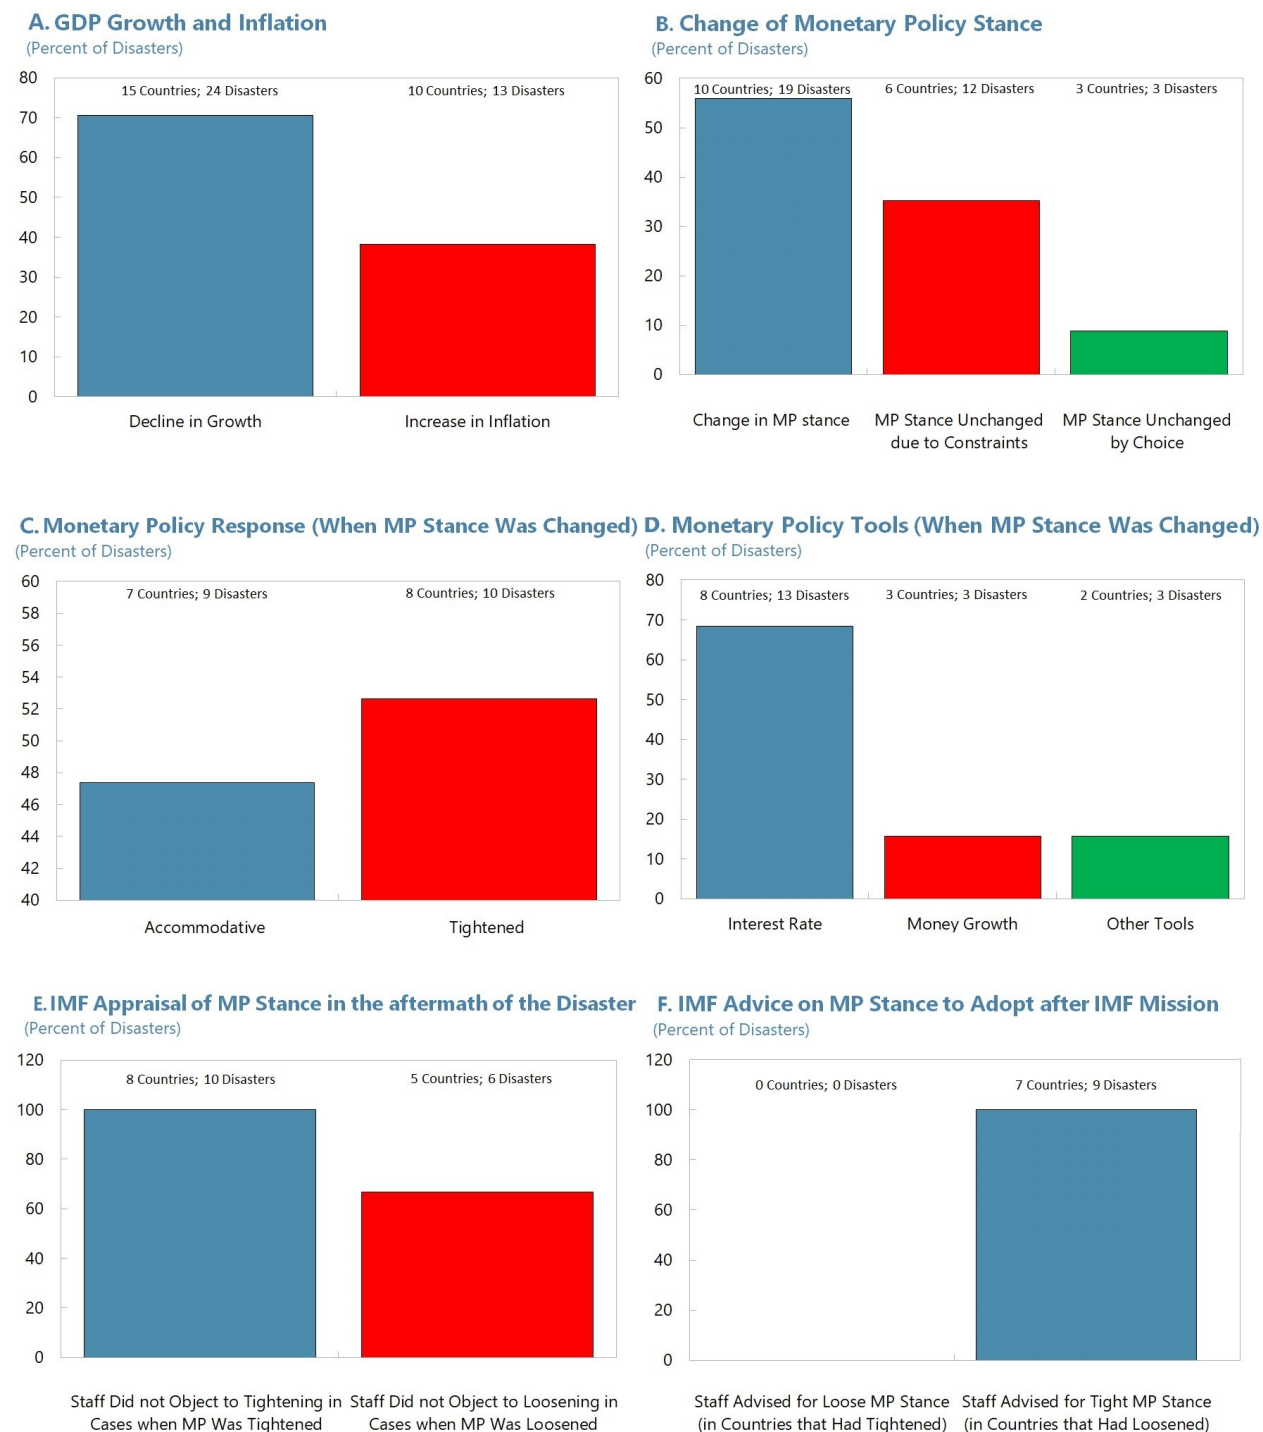 A. GDP Growth and Inflation
(Percent of Disasters)
80
70
60
50
40
30
20
10
0
15 Countries; 24 Disasters
10 Countries; 13 Disasters
Decline in Growth
Increase in Inflation
B. Change of Monetary Policy Stance
(Percent of Disasters)
60
50
40
30
20
10
0
10 Countries; 19 Disasters
6 Countries; 12 Disasters
3 Countries; 3 Disasters
Change in MP stance
MP Stance Unchanged
due to Constraints
MP Stance Unchanged
by Choice
C. Monetary Policy Response (When MP Stance Was Changed)
(Percent of Disasters)
60
58
56
54
52
50
48
46
44
42
40
7 Countries; 9 Disasters
8 Countries; 10 Disasters
Accommodative
Tightened
D. Monetary Policy Tools (When MP Stance Was Changed)
(Percent of Disasters)
80
70
60
50
40
30
20
10
0
8 Countries; 13 Disasters
3 Countries; 3 Disasters
2 Countries; 3 Disasters
Interest Rate
Money Growth
Other Tools
E. IMF Appraisal of MP Stance in the aftermath of the Disaster
(Percent of Disasters)
120
100
80
60
40
20
0
8 Countries; 10 Disasters
5 Countries; 6 Disasters
Staff Did not Object to Tightening in
Cases when MP Was Tightened
Staff Did not Object to Loosening in
Cases when MP Was Loosened
F. IMF Advice on MP Stance to Adopt after IMF Mission
(Percent of Disasters)
120
100
80
60
40
20
0
0 Countries; 0 Disasters
7 Countries; 9 Disasters
Staff Advised for Loose MP Stance
(in Countries that Had Tightened)
Staff Advised for Tight MP Stance
(in Countries that Had Loosened)